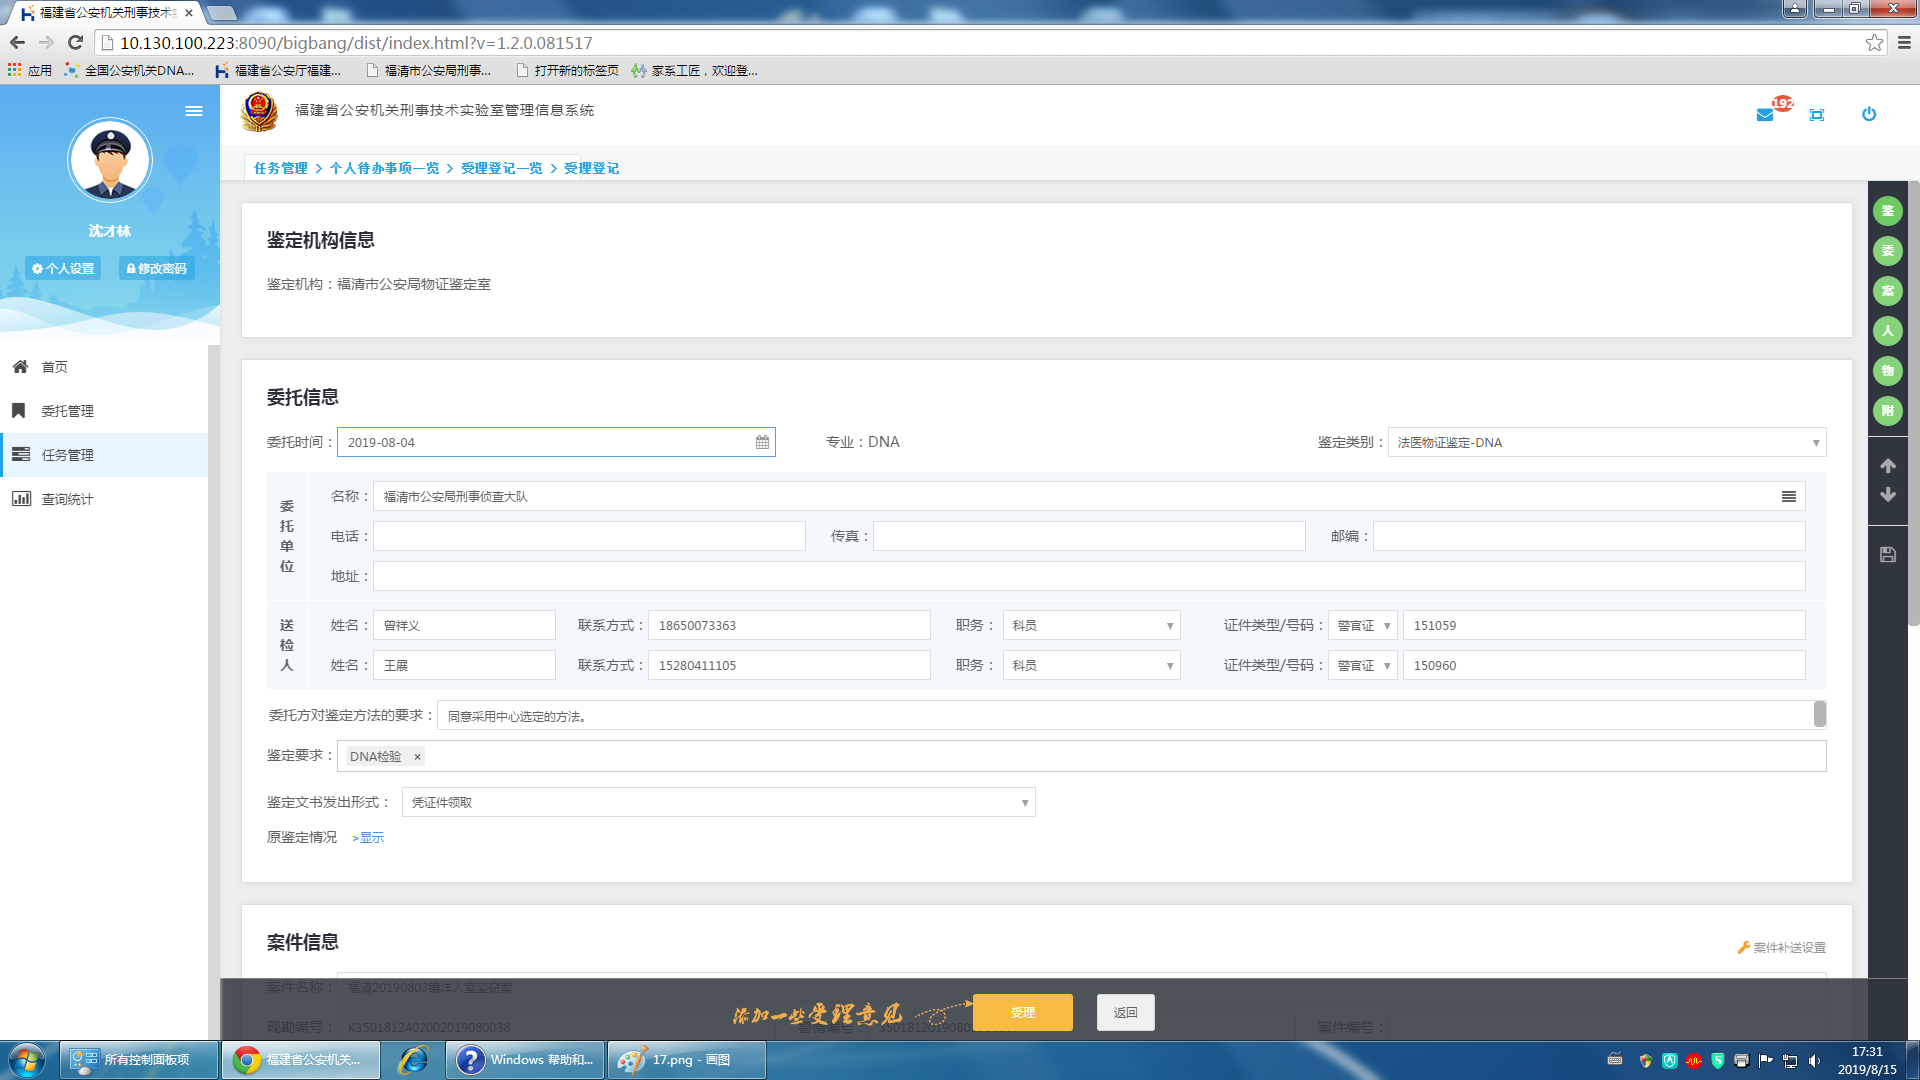 福建省公安机关刑事技术实
10.130.100.223:8090/bigbang/dist/index.html?v=1.2.0.081517
应用 全国公安机关DNA... 福建省公安厅福建... 福清市公安局刑事... 打开新的标签页 家系工匠，欢迎登...
福建省公安机关刑事技术实验室管理信息系统 192
任务管理 > 个人待办事项一览 > 受理登记一览 > 受理登记
沈才林
个人设置 修改密码
首页
委托管理
任务管理
查询统计
鉴定机构信息
鉴定机构：福清市公安局物证鉴定室
委托信息
委托时间： 2019-08-04 专业：DNA 鉴定类别： 法医物证鉴定-DNA
委托单位
名称： 福清市公安局刑事侦查大队
电话： 传真： 邮编：
地址：
送检人
姓名： 曾祥义 联系方式： 18650073363 职务： 科员 证件类型/号码： 警官证 151059
姓名： 王展 联系方式： 15280411105 职务： 科员 证件类型/号码： 警官证 150960
委托方对鉴定方法的要求： 同意采用中心选定的方法。
鉴定要求： DNA检验 ×
鉴定文书发出形式： 凭证件领取
原鉴定情况 >显示
案件信息
案件补送设置
案件名称： 福清20190803镜洋入室盗窃案
现勘编号： K3501812402002019080038 警情编号： 案件编号：
添加一些受理意见 受理 返回
鉴
委
案
人
物
附
所有控制面板项 福建省公安机关... Windows 帮助和... 17.png - 画图
17:31
2019/8/15